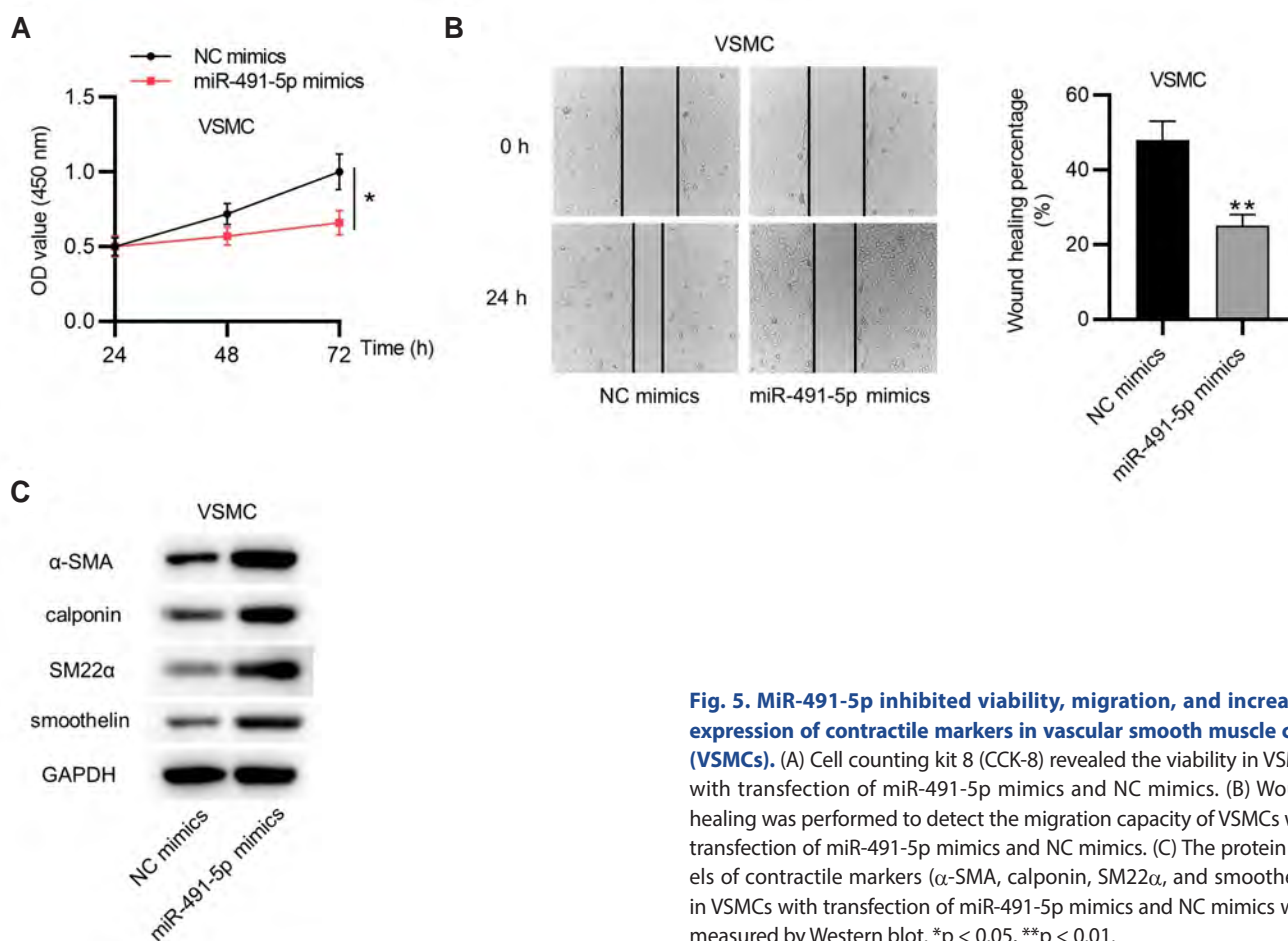 A
NC mimics
miR-491-5p mimics
VSMC
OD value (450 nm)
1.5
1.0
0.5
0.0
24
48
72
Time (h)
*
B
VSMC
0 h
24 h
NC mimics
miR-491-5p mimics
VSMC
Wound healing percentage
(%)
60
40
20
0
**
NC mimics
miR-491-5p mimics
C
VSMC
α-SMA
calponin
SM22α
smoothelin
GAPDH
NC mimics
miR-491-5p mimics
Fig. 5. MiR-491-5p inhibited viability, migration, and increa
expression of contractile markers in vascular smooth muscle c
(VSMCs). (A) Cell counting kit 8 (CCK-8) revealed the viability in VSM
with transfection of miR-491-5p mimics and NC mimics. (B) Wo
healing was performed to detect the migration capacity of VSMCs w
transfection of miR-491-5p mimics and NC mimics. (C) The protein
els of contractile markers (α-SMA, calponin, SM22α, and smoothe
in VSMCs with transfection of miR-491-5p mimics and NC mimics w
measured by Western blot. *p < 0.05, **p < 0.01.